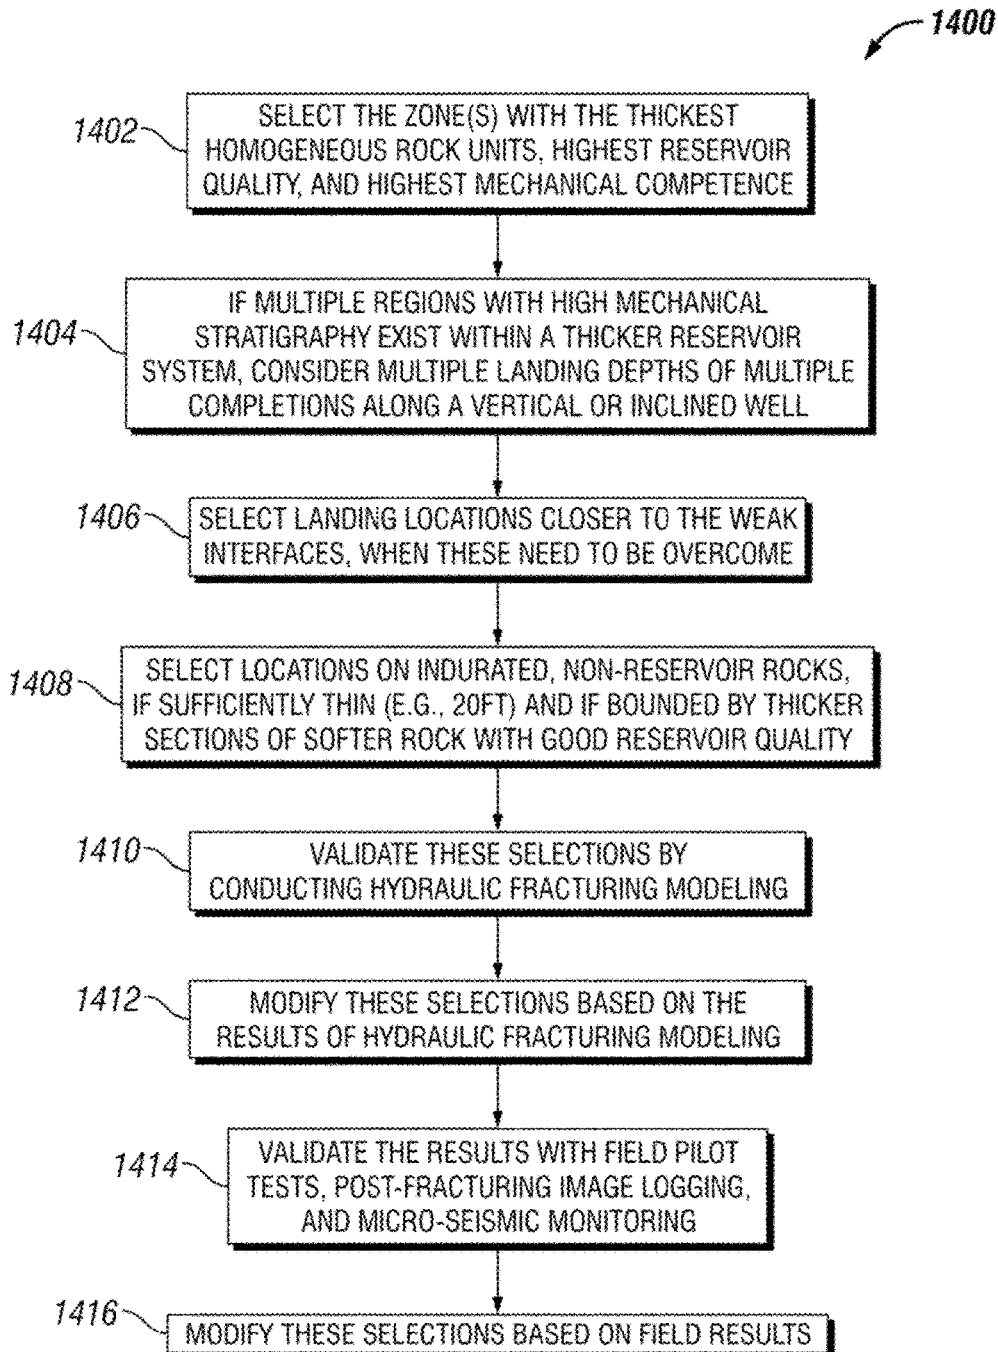 1400
1402
SELECT THE ZONE(S) WITH THE THICKEST
HOMOGENEOUS ROCK UNITS, HIGHEST RESERVOIR
QUALITY, AND HIGHEST MECHANICAL COMPETENCE
1404
IF MULTIPLE REGIONS WITH HIGH MECHANICAL
STRATIGRAPHY EXIST WITHIN A THICKER RESERVOIR
SYSTEM, CONSIDER MULTIPLE LANDING DEPTHS OF MULTIPLE
COMPLETIONS ALONG A VERTICAL OR INCLINED WELL
1406
SELECT LANDING LOCATIONS CLOSER TO THE WEAK
INTERFACES, WHEN THESE NEED TO BE OVERCOME
1408
SELECT LOCATIONS ON INDURATED, NON-RESERVOIR ROCKS,
IF SUFFICIENTLY THIN (E.G., 20FT) AND IF BOUNDED BY THICKER
SECTIONS OF SOFTER ROCK WITH GOOD RESERVOIR QUALITY
1410
VALIDATE THESE SELECTIONS BY
CONDUCTING HYDRAULIC FRACTURING MODELING
1412
MODIFY THESE SELECTIONS BASED ON THE
RESULTS OF HYDRAULIC FRACTURING MODELING
1414
VALIDATE THE RESULTS WITH FIELD PILOT
TESTS, POST-FRACTURING IMAGE LOGGING,
AND MICRO-SEISMIC MONITORING
1416
MODIFY THESE SELECTIONS BASED ON FIELD RESULTS